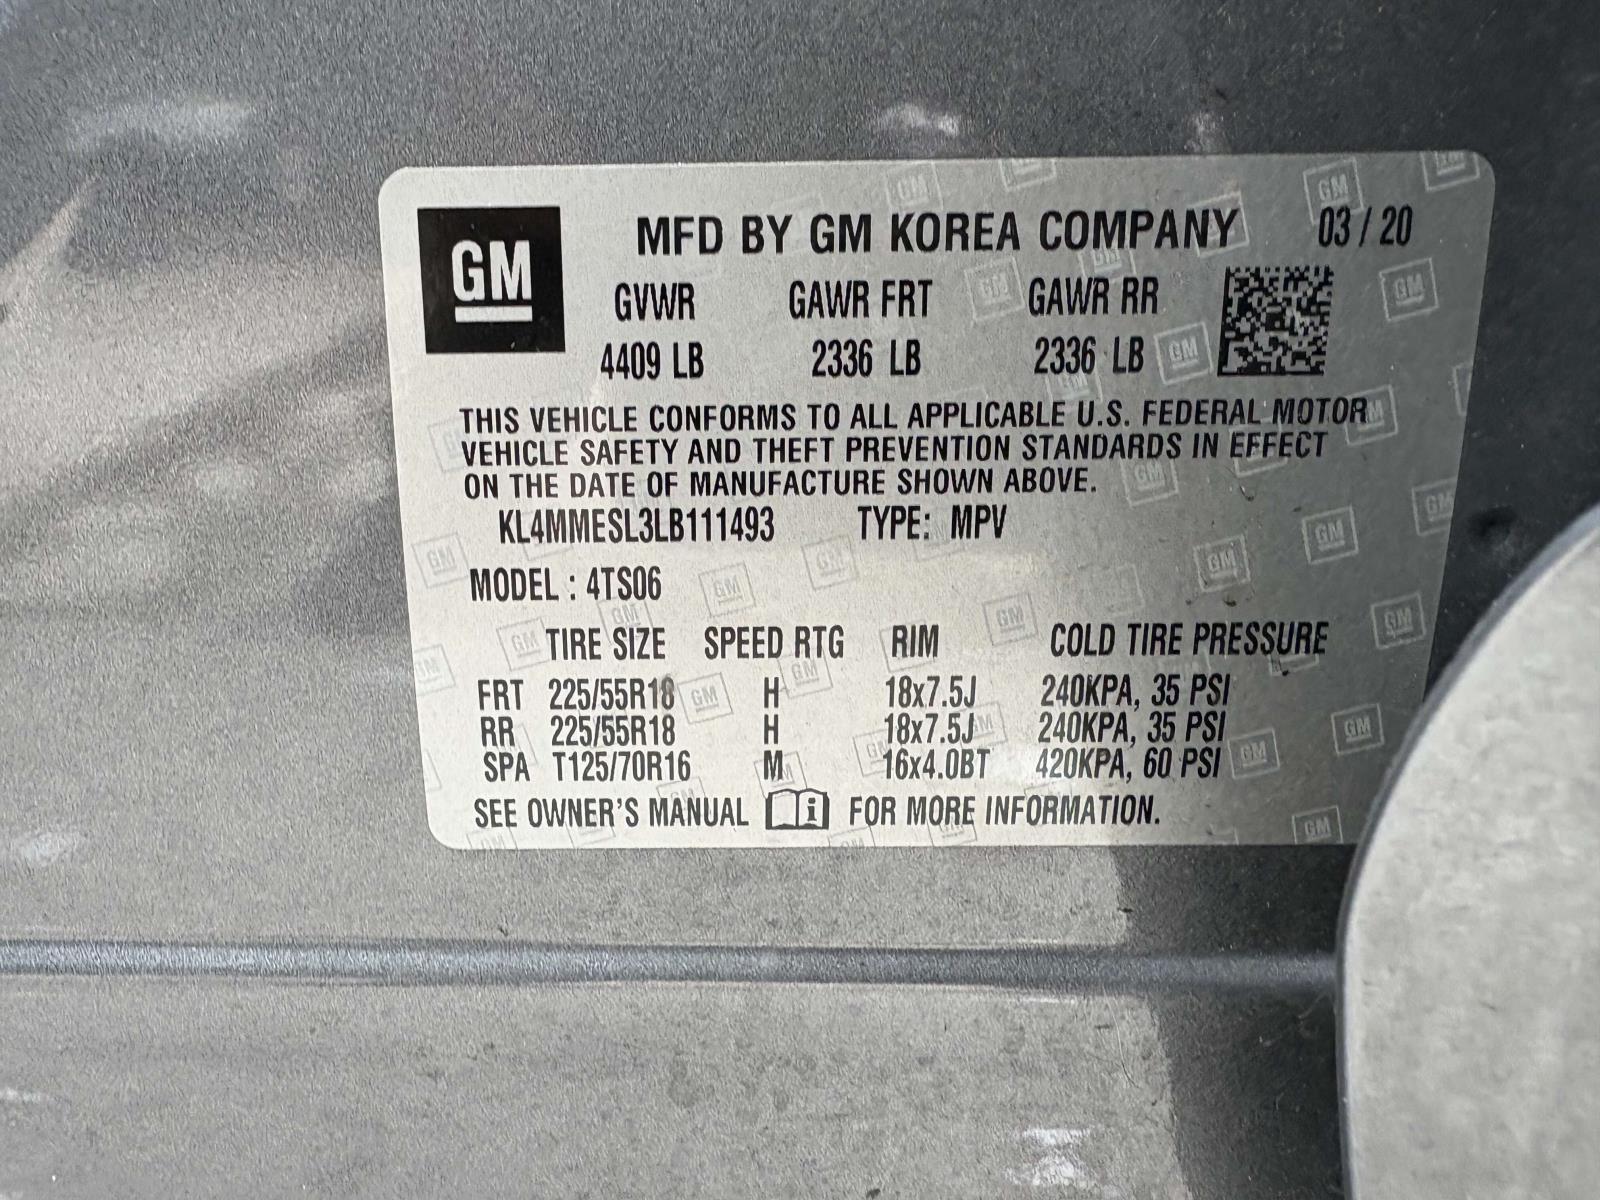 GM MFD BY GM KOREA COMPANY 03 / 20
GVWR GAWR FRT GAWR RR
4409 LB 2336 LB 2336 LB
THIS VEHICLE CONFORMS TO ALL APPLICABLE U.S. FEDERAL MOTOR
VEHICLE SAFETY AND THEFT PREVENTION STANDARDS IN EFFECT
ON THE DATE OF MANUFACTURE SHOWN ABOVE.
KL4MMESL3LB111493 TYPE: MPV
MODEL : 4TS06
TIRE SIZE SPEED RTG RIM COLD TIRE PRESSURE
FRT 225/55R18 H 18x7.5J 240KPA, 35 PSI
RR 225/55R18 H 18x7.5J 240KPA, 35 PSI
SPA T125/70R16 M 16x4.0BT 420KPA, 60 PSI
SEE OWNER'S MANUAL i FOR MORE INFORMATION.